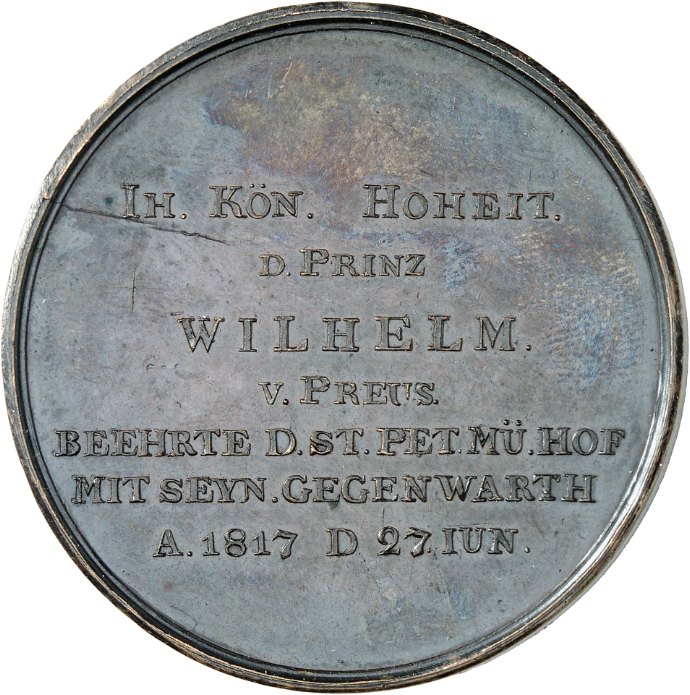 IH. KÖN. HOHEIT.
D. PRINZ
WILHELM.
V. PREUS.
BEEHRTE D. ST. PET. MÜ. HOF
MIT SEYN. GEGENWARTH
A. 1817 D 27. IUN.